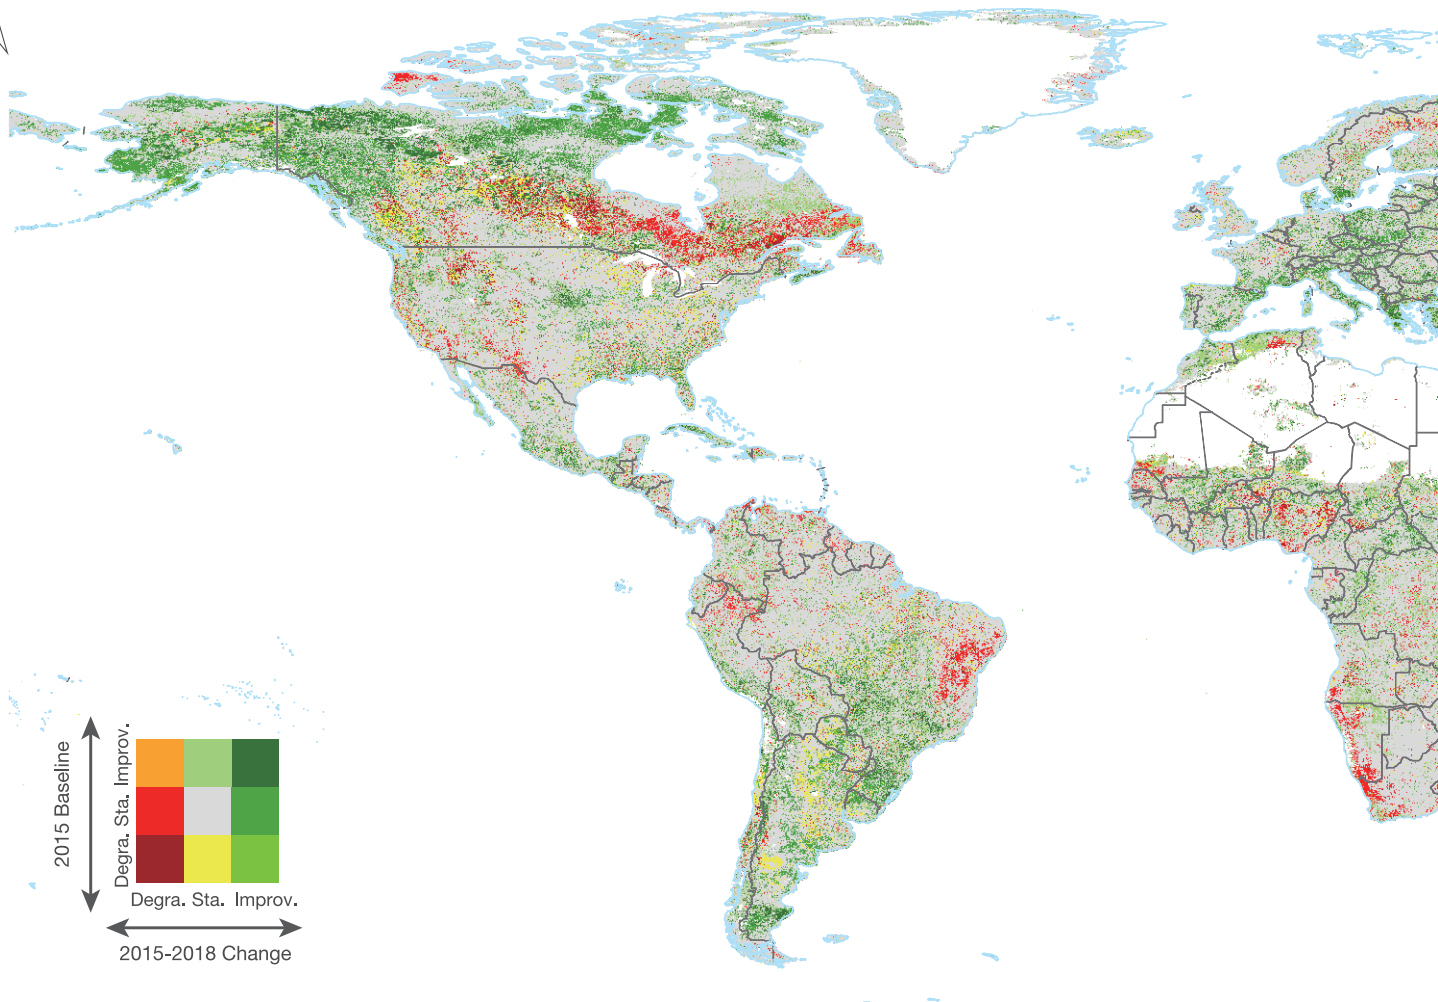 2015 Baseline
Improv.
Sta.
Degra.
Degra. Sta. Improv.
2015-2018 Change